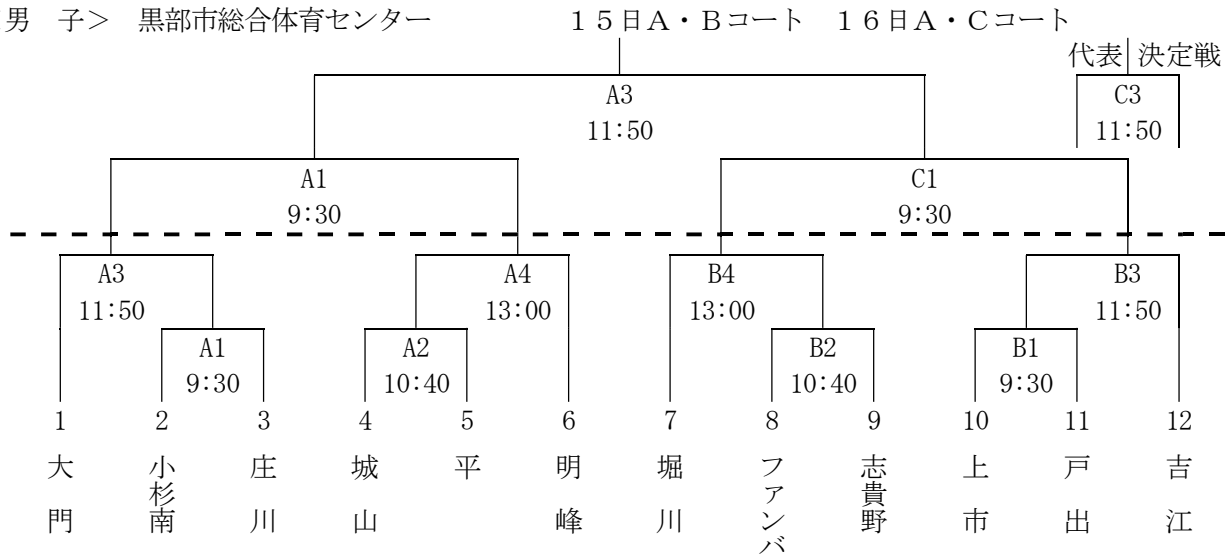 男　子＞　黒部市総合体育センター　１５日Ａ・Ｂコート　１６日Ａ・Ｃコート
代表 決定戦
A3 C3
11:50 11:50
A1 C1
9:30 9:30
A3 A4 B4 B3
11:50 13:00 13:00 11:50
A1 A2 B2 B1
9:30 10:40 10:40 9:30
1 2 3 4 5 6 7 8 9 10 11 12
大門
小杉南
庄川
城山
平
明峰
堀川
ファンバ
志貴野
上市
戸出
吉江